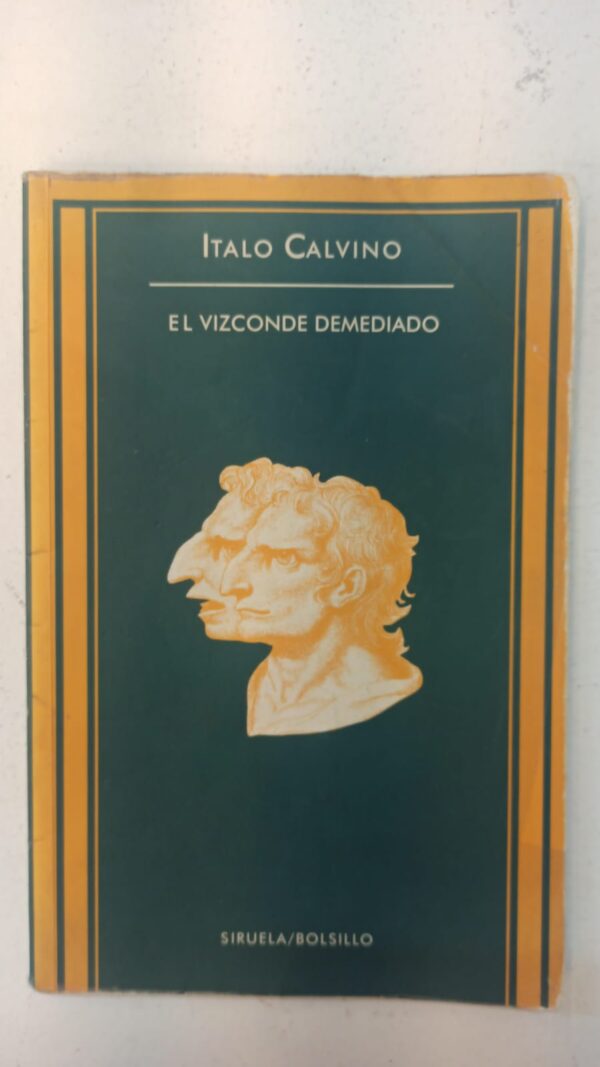 ITALO CALVINO
EL VIZCONDE DEMEDIADO
SIRUELA/BOLSILLO